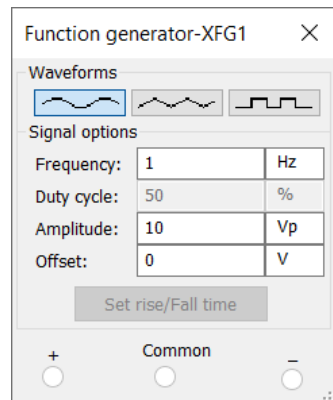 Function generator-XFG1
Waveforms
Signal options
Frequency: 1 Hz
Duty cycle: 50 %
Amplitude: 10 Vp
Offset: 0 V
Set rise/Fall time
+ Common −